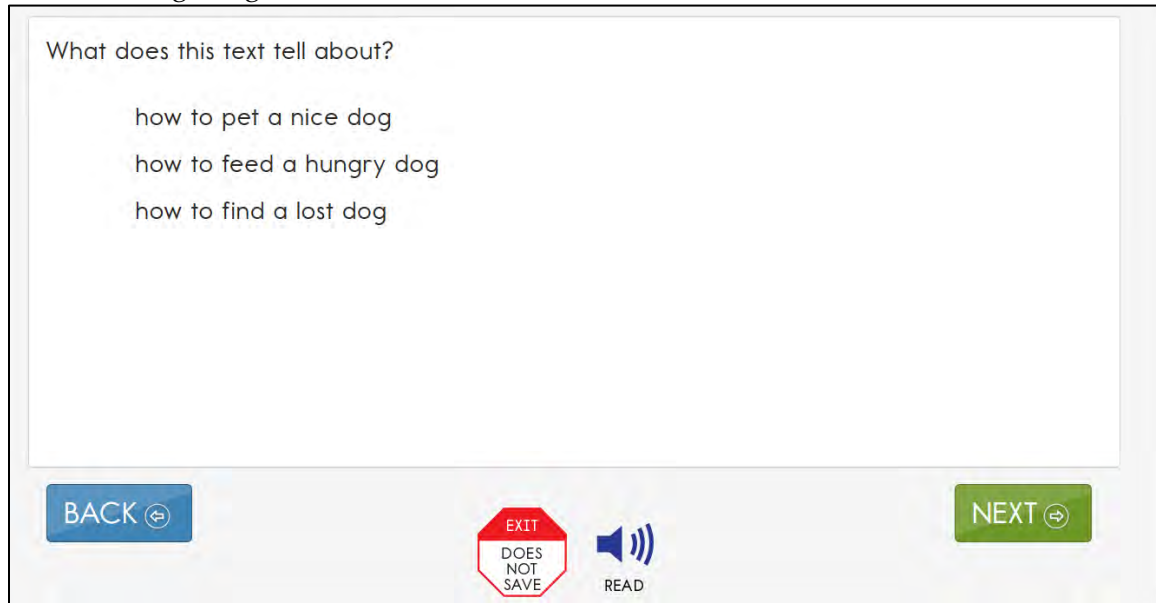 What does this text tell about?
how to pet a nice dog
how to feed a hungry dog
how to find a lost dog
BACK
EXIT
DOES
NOT
SAVE
READ
NEXT